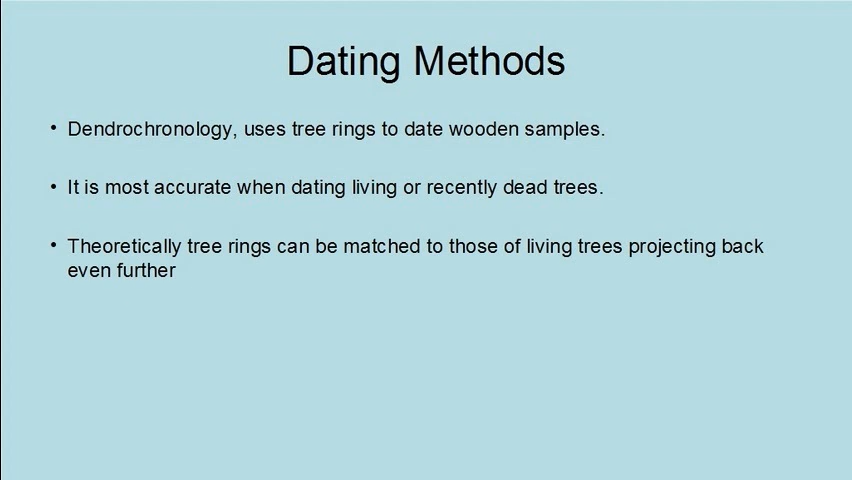 Dating Methods
• Dendrochronology, uses tree rings to date wooden samples.
• It is most accurate when dating living or recently dead trees.
• Theoretically tree rings can be matched to those of living trees projecting back
even further